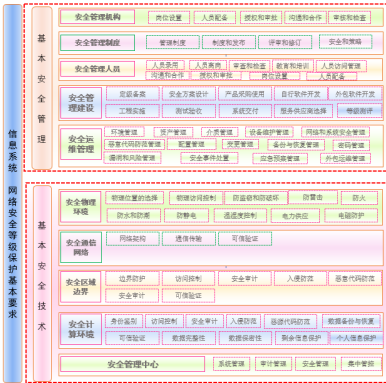 信息系统 网络安全等级保护基本要求
基本安全管理
安全管理机构 岗位设置 人员配备 授权和审批 沟通和合作 审核和检查
安全管理制度 管理制度 制度和发布 评审和修订 安全和策略
安全管理人员 人员录用 人员离岗 审查和检查 教育和培训 人员访问管理
沟通和合作 授权和审批 岗位设置 人员配备
安全管理建设 定级备案 安全方案设计 产品采购使用 自行软件开发 外包软件开发
工程实施 测试验收 系统交付 服务供应商选择 等级测评
安全运维管理 环境管理 资产管理 介质管理 设备维护管理 网络和系统安全管理
恶意代码防范管理 配置管理 变更管理 备份与恢复管理 密码管理
漏洞和风险管理 安全事件处置 应急预案管理 外包运维管理
基本安全技术
安全物理环境 物理位置的选择 物理访问控制 防盗窃和防破坏 防雷击 防火
防水和防潮 防静电 温湿度控制 电力供应 电磁防护
安全通信网络 网络架构 通信传输 可信验证
安全区域边界 边界防护 访问控制 安全审计 入侵防范 恶意代码防范
安全审计 可信验证
安全计算环境 身份鉴别 访问控制 安全审计 入侵防范 恶意代码防范 数据备份与恢复
可信验证 数据完整性 数据保密性 剩余信息保护 个人信息保护
安全管理中心 系统管理 审计管理 安全管理 集中管控